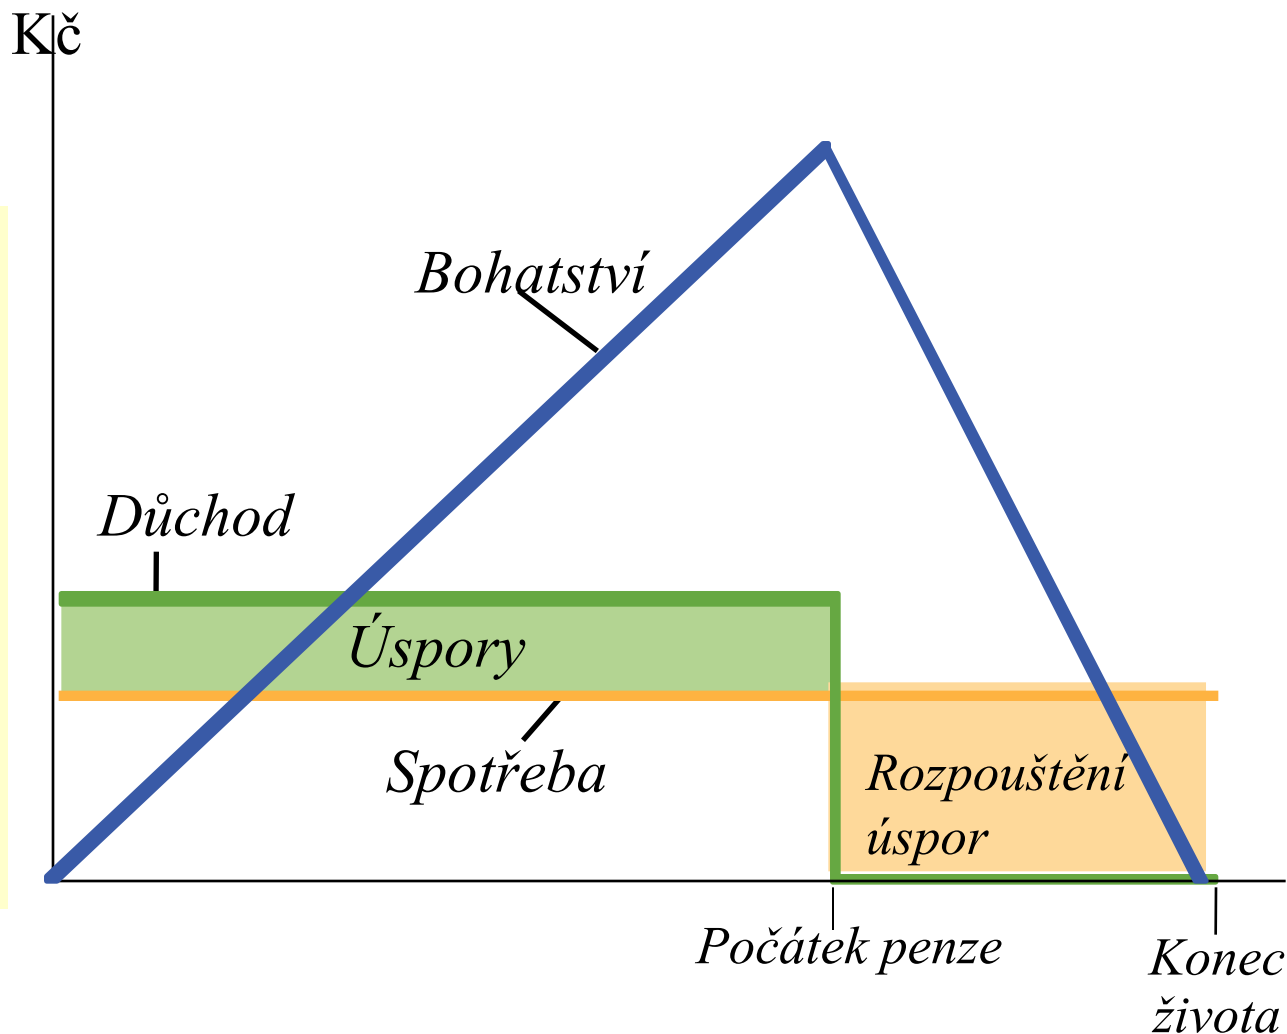 Kč
Bohatství
Důchod
Úspory
Spotřeba
Rozpouštění
úspor
Počátek penze
Konec
života